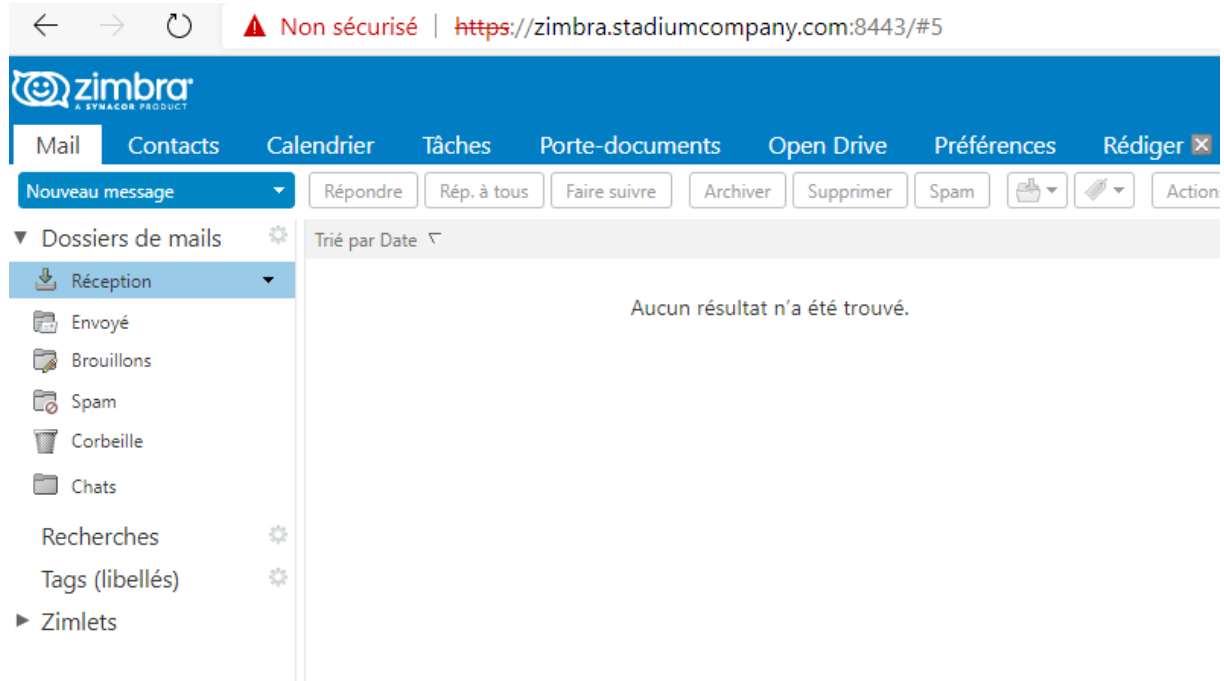 Non sécurisé | https://zimbra.stadiumcompany.com:8443/#5
zimbra
A SYNACOR PRODUCT
Mail Contacts Calendrier Tâches Porte-documents Open Drive Préférences Rédiger
Nouveau message Répondre Rép. à tous Faire suivre Archiver Supprimer Spam Action
Dossiers de mails
Trié par Date
Réception
Aucun résultat n'a été trouvé.
Envoyé
Brouillons
Spam
Corbeille
Chats
Recherches
Tags (libellés)
Zimlets